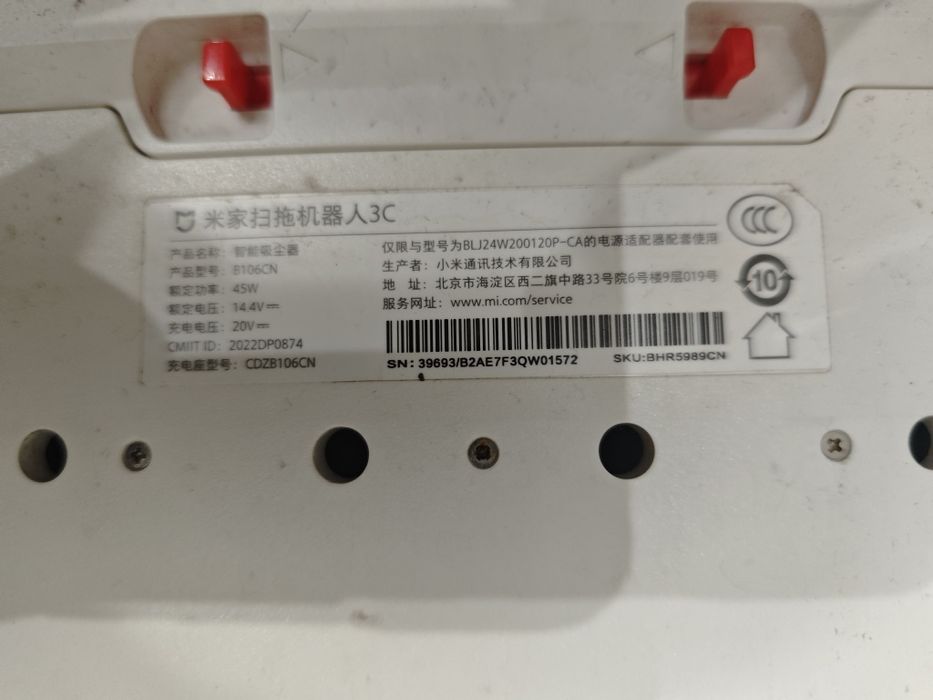 米家扫拖机器人3C
产品名称：智能吸尘器
产品型号：B106CN
额定功率：45W
额定电压：14.4V⎓
充电电压：20V⎓
CMIIT ID：2022DP0874
充电座型号：CDZB106CN
仅限与型号为BLJ24W200120P-CA的电源适配器配套使用
生产者：小米通讯技术有限公司
地 址：北京市海淀区西二旗中路33号院6号楼9层019号
服务网址：www.mi.com/service
SN: 39693/B2AE7F3QW01572
SKU:BHR5989CN
CCC
10